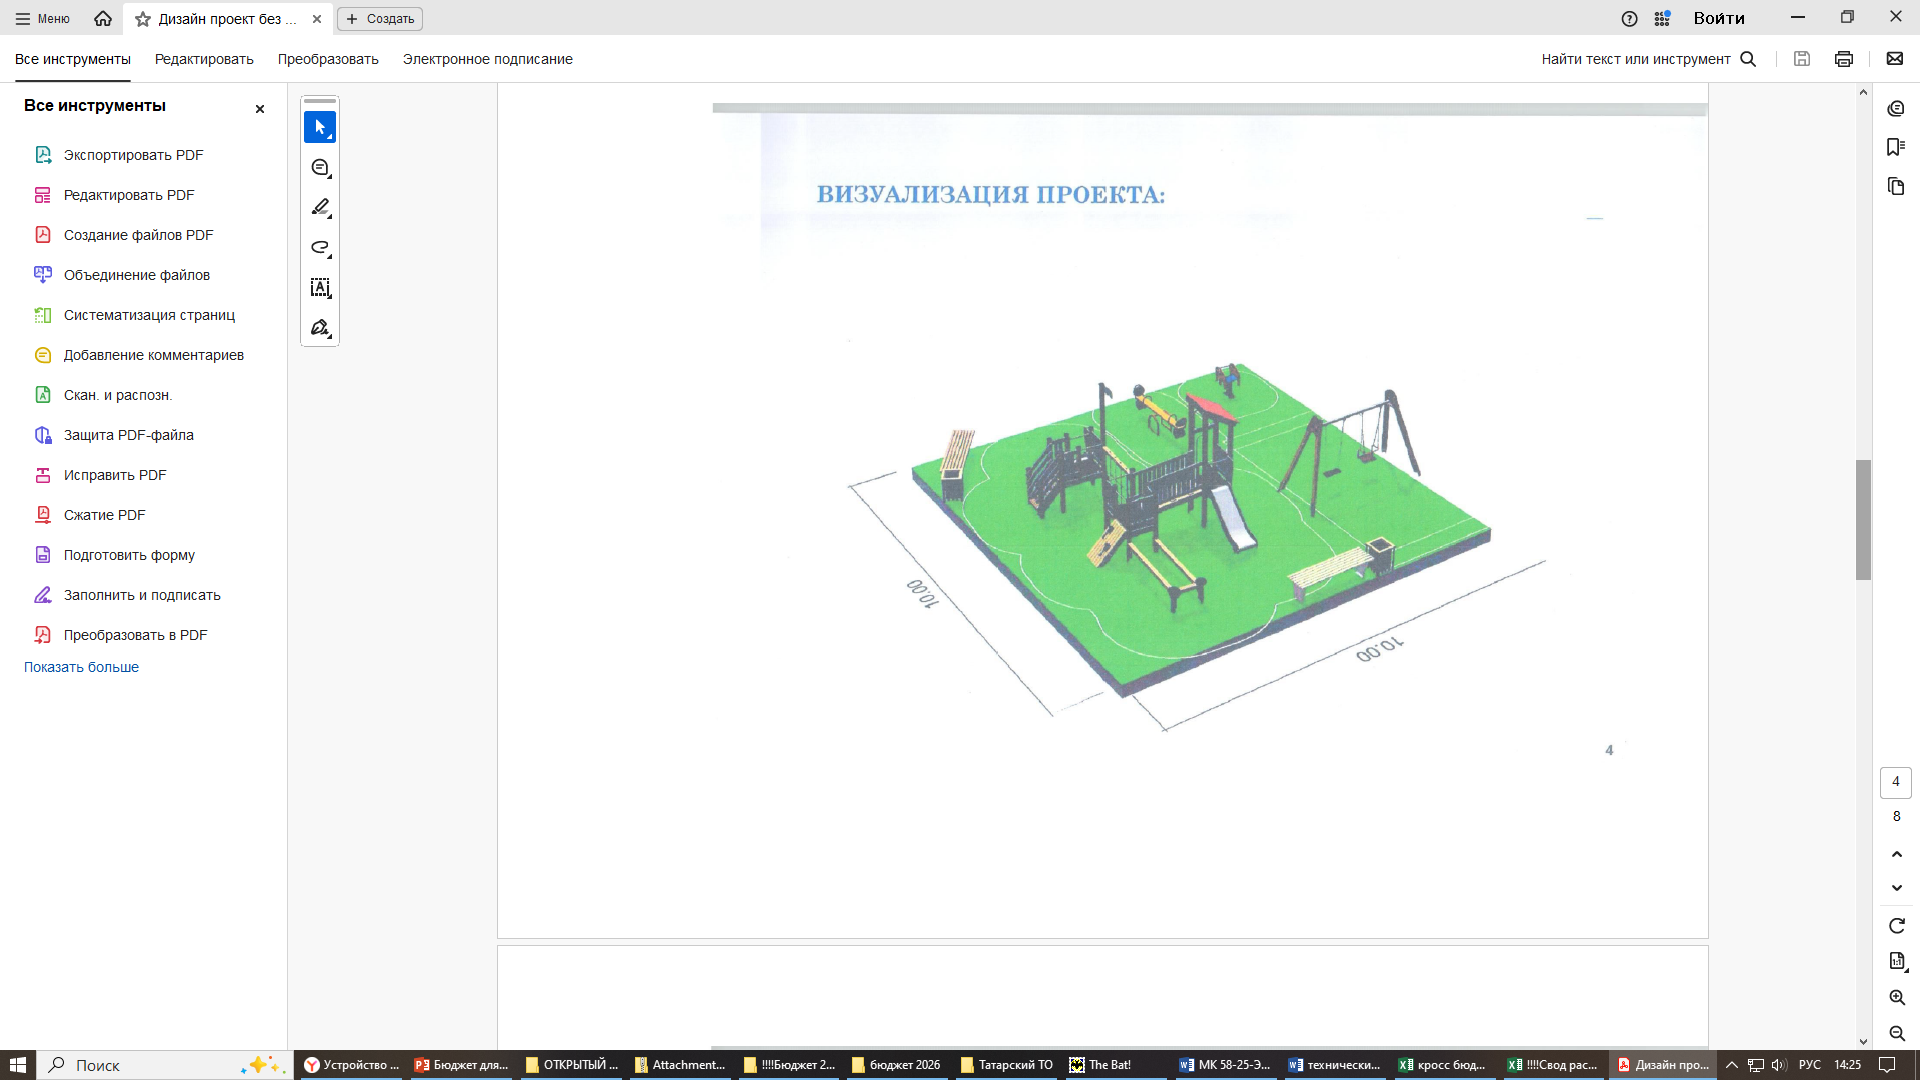 Меню
Дизайн проект без ...
Создать
Войти
Все инструменты
Редактировать
Преобразовать
Электронное подписание
Найти текст или инструмент
Все инструменты
Экспортировать PDF
Редактировать PDF
Создание файлов PDF
Объединение файлов
Систематизация страниц
Добавление комментариев
Скан. и распозн.
Защита PDF-файла
Исправить PDF
Сжатие PDF
Подготовить форму
Заполнить и подписать
Преобразовать в PDF
Показать больше
ВИЗУАЛИЗАЦИЯ ПРОЕКТА:
10.00
10.00
4
4
8
Поиск
Устройство ...
Бюджет для...
ОТКРЫТЫЙ ...
Attachment...
!!!!Бюджет 2...
бюджет 2026
Татарский ТО
The Bat!
МК 58-25-Э...
технически...
кросс бюд...
!!!!Свод рас...
Дизайн про...
РУС
14:25